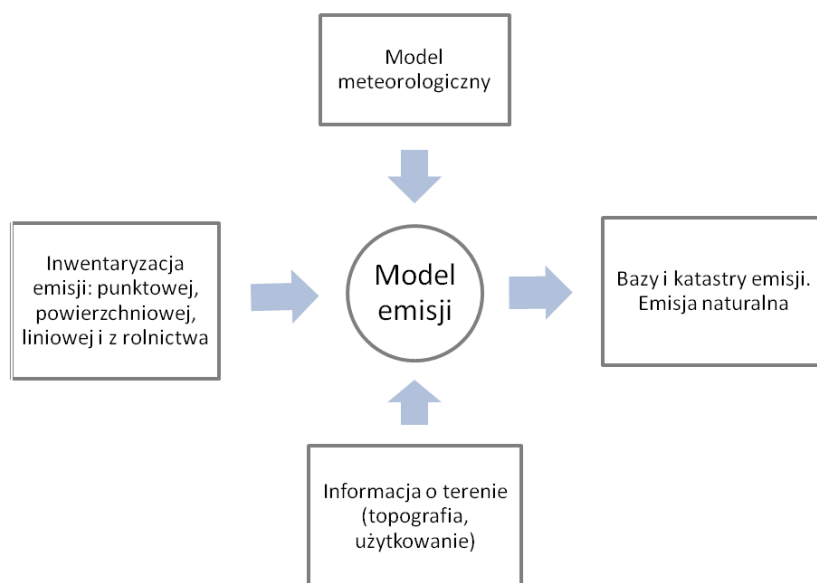 Model
meteorologiczny
Inwentaryzacja
emisji: punktowej,
powierzchniowej,
liniowej i z rolnictwa
Model
emisji
Bazy i katastry emisji.
Emisja naturalna
Informacja o terenie
(topografia,
użytkowanie)